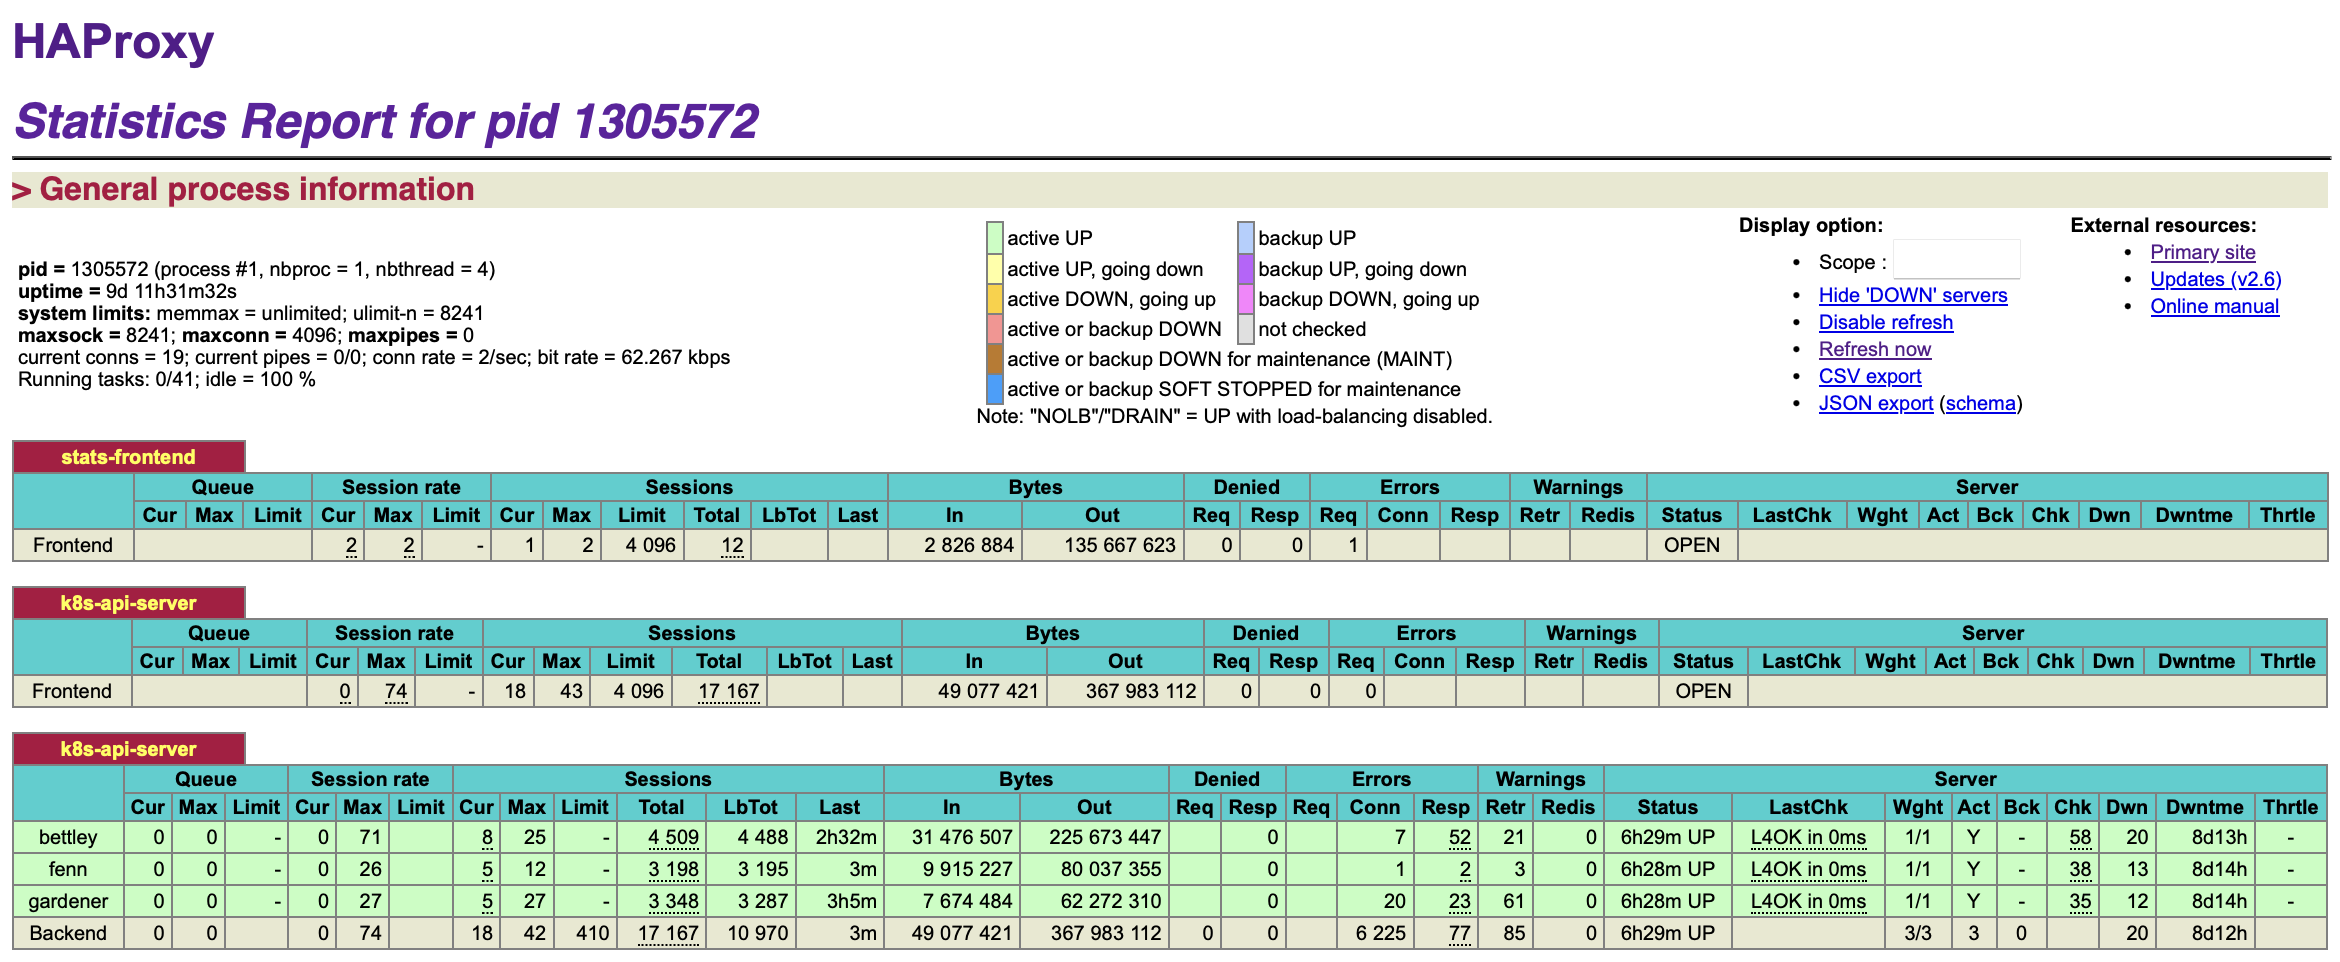 HAProxy
Statistics Report for pid 1305572
> General process information
pid = 1305572 (process #1, nbproc = 1, nbthread = 4)
uptime = 9d 11h31m32s
system limits: memmax = unlimited; ulimit-n = 8241
maxsock = 8241; maxconn = 4096; maxpipes = 0
current conns = 19; current pipes = 0/0; conn rate = 2/sec; bit rate = 62.267 kbps
Running tasks: 0/41; idle = 100 %
active UP backup UP
active UP, going down backup UP, going down
active DOWN, going up backup DOWN, going up
active or backup DOWN not checked
active or backup DOWN for maintenance (MAINT)
active or backup SOFT STOPPED for maintenance
Note: "NOLB"/"DRAIN" = UP with load-balancing disabled.
Display option:
• Scope :
• Hide 'DOWN' servers
• Disable refresh
• Refresh now
• CSV export
• JSON export (schema)
External resources:
• Primary site
• Updates (v2.6)
• Online manual
stats-frontend
Queue Session rate Sessions Bytes Denied Errors Warnings Server
Cur Max Limit Cur Max Limit Cur Max Limit Total LbTot Last In Out Req Resp Req Conn Resp Retr Redis Status LastChk Wght Act Bck Chk Dwn Dwntme Thrtle
Frontend 2 2 - 1 2 4 096 12 2 826 884 135 667 623 0 0 1 OPEN
k8s-api-server
Queue Session rate Sessions Bytes Denied Errors Warnings Server
Cur Max Limit Cur Max Limit Cur Max Limit Total LbTot Last In Out Req Resp Req Conn Resp Retr Redis Status LastChk Wght Act Bck Chk Dwn Dwntme Thrtle
Frontend 0 74 - 18 43 4 096 17 167 49 077 421 367 983 112 0 0 0 OPEN
k8s-api-server
Queue Session rate Sessions Bytes Denied Errors Warnings Server
Cur Max Limit Cur Max Limit Cur Max Limit Total LbTot Last In Out Req Resp Req Conn Resp Retr Redis Status LastChk Wght Act Bck Chk Dwn Dwntme Thrtle
bettley 0 0 - 0 71 8 25 - 4 509 4 488 2h32m 31 476 507 225 673 447 0 7 52 21 0 6h29m UP L4OK in 0ms 1/1 Y - 58 20 8d13h -
fenn 0 0 - 0 26 5 12 - 3 198 3 195 3m 9 915 227 80 037 355 0 1 2 3 0 6h28m UP L4OK in 0ms 1/1 Y - 38 13 8d14h -
gardener 0 0 - 0 27 5 27 - 3 348 3 287 3h5m 7 674 484 62 272 310 0 20 23 61 0 6h28m UP L4OK in 0ms 1/1 Y - 35 12 8d14h -
Backend 0 0 0 74 18 42 410 17 167 10 970 3m 49 077 421 367 983 112 0 0 6 225 77 85 0 6h29m UP 3/3 3 0 20 8d12h